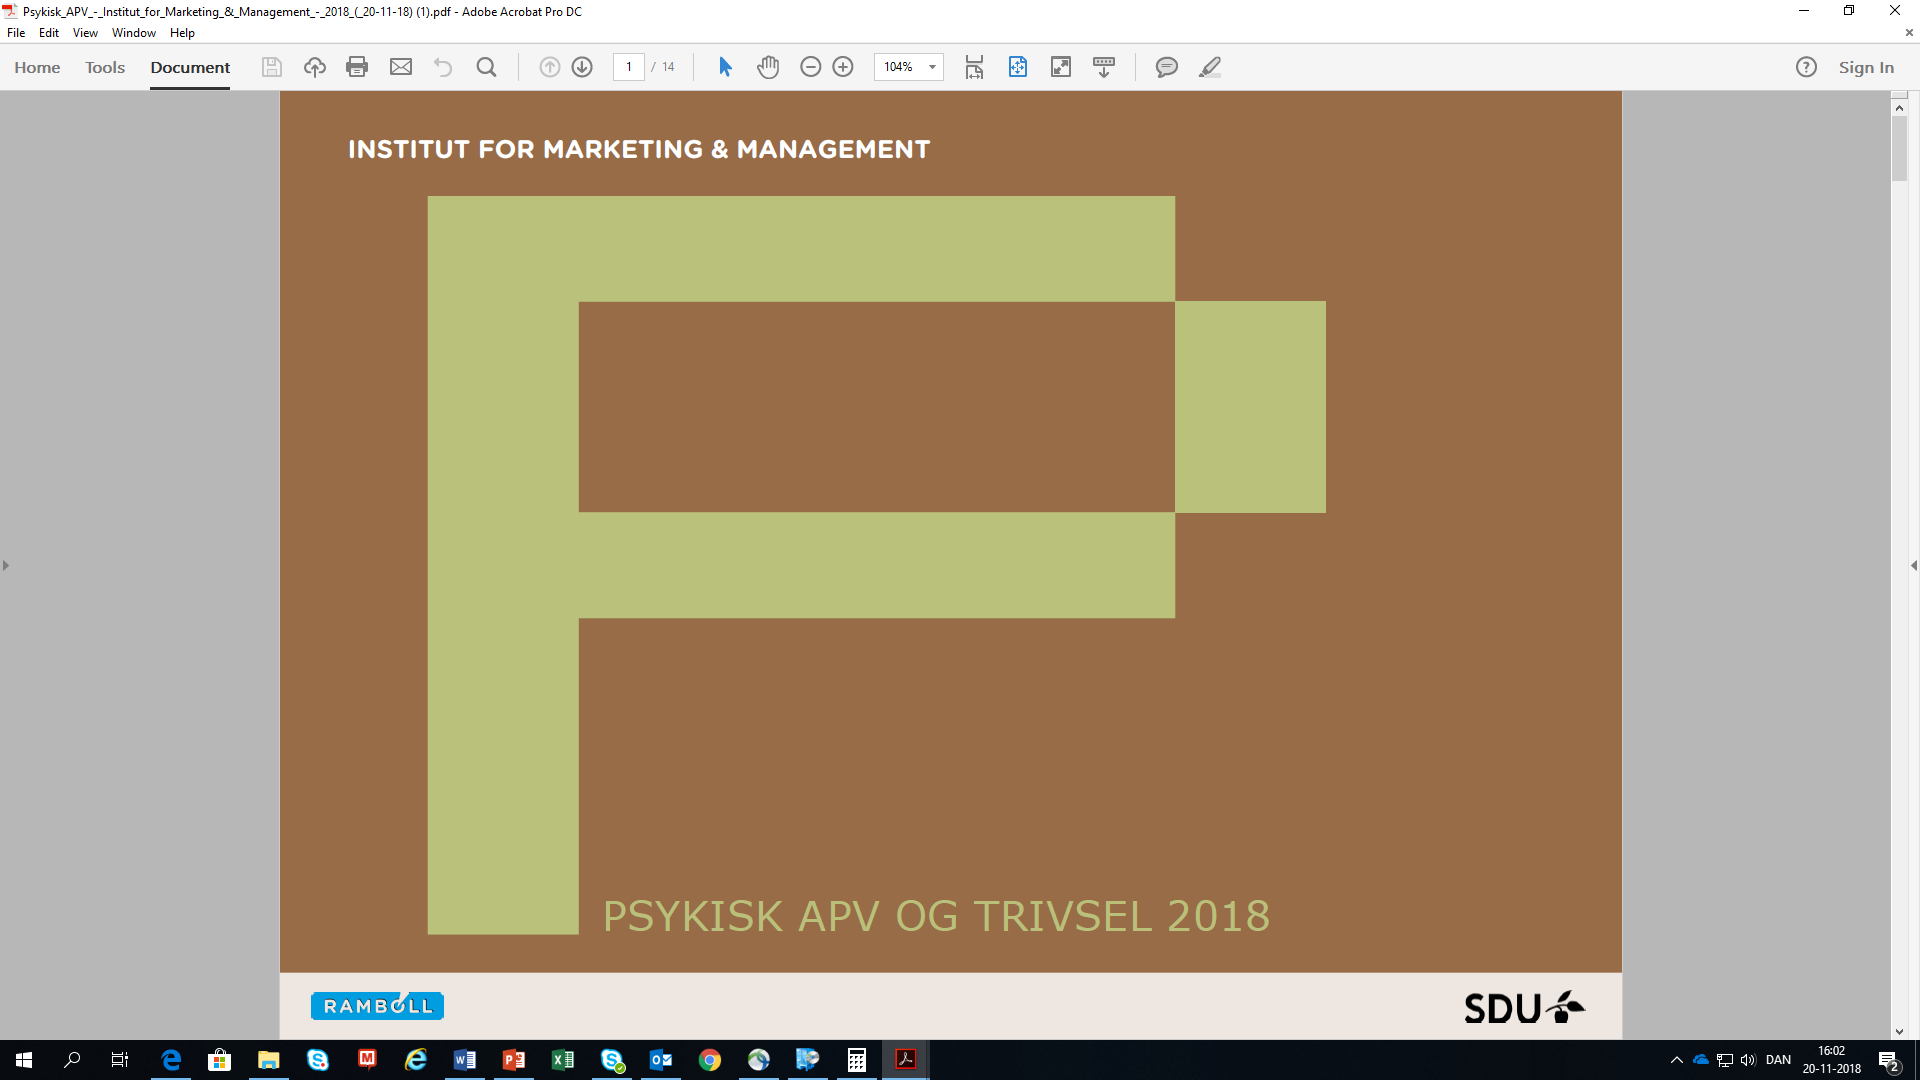 Psykisk_APV_-_Institut_for_Marketing_&_Management_-_2018_(_20-11-18) (1).pdf - Adobe Acrobat Pro DC
File Edit View Window Help
Home Tools Document 1 / 14 104% Sign In
INSTITUT FOR MARKETING & MANAGEMENT
PSYKISK APV OG TRIVSEL 2018
RAMBOLL
SDU
DAN
16:02
20-11-2018
2